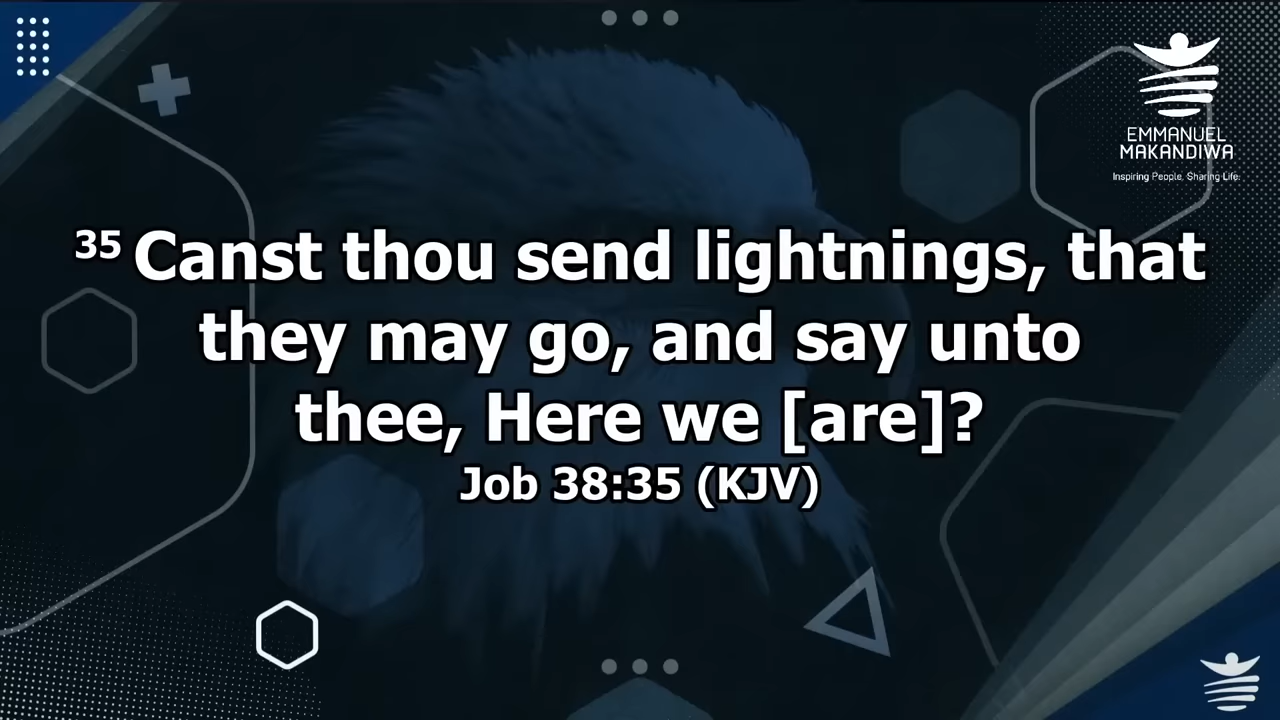 EMMANUEL
MAKANDIWA
Inspiring People. Sharing Life.
35 Canst thou send lightnings, that
they may go, and say unto
thee, Here we [are]?
Job 38:35 (KJV)